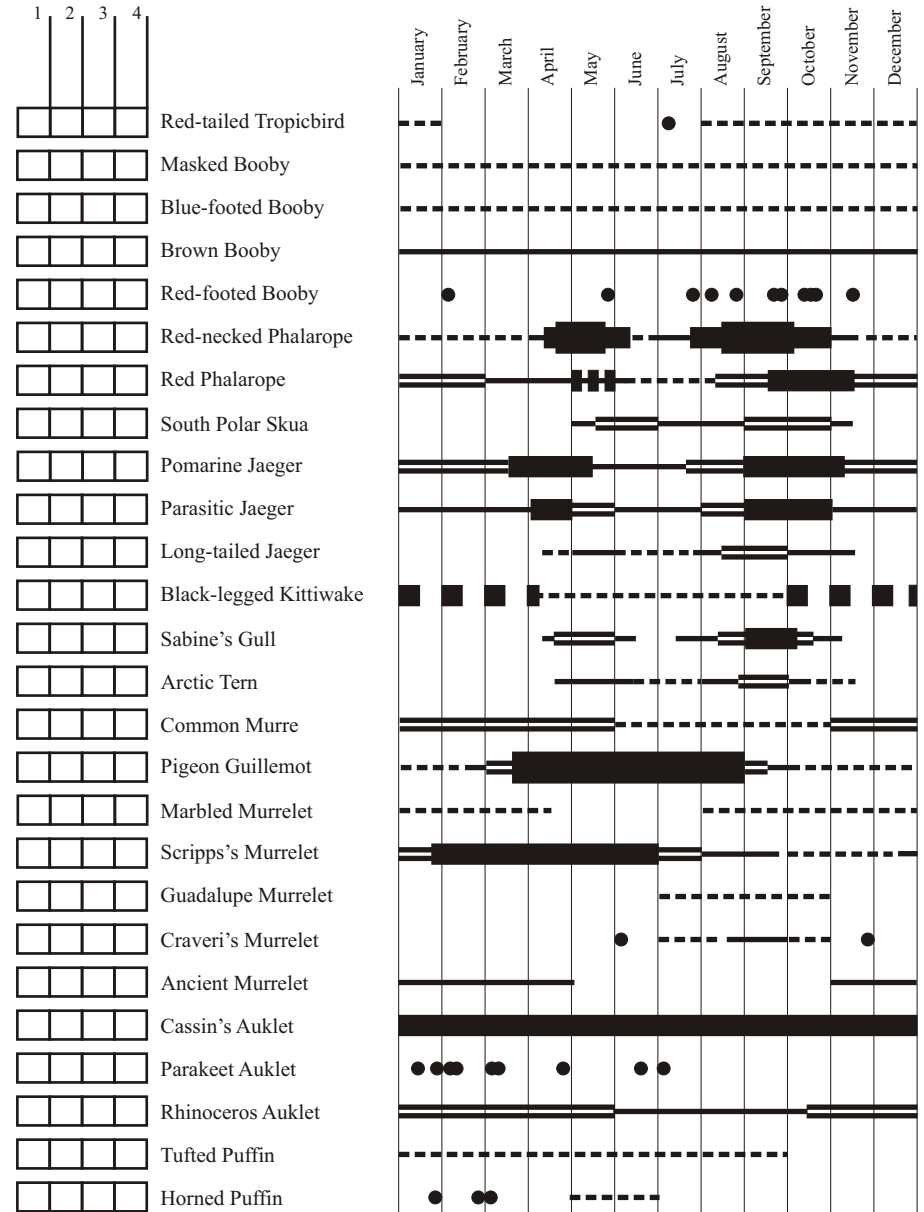 1 2 3 4
January February March April May June July August September October November December
Red-tailed Tropicbird
Masked Booby
Blue-footed Booby
Brown Booby
Red-footed Booby
Red-necked Phalarope
Red Phalarope
South Polar Skua
Pomarine Jaeger
Parasitic Jaeger
Long-tailed Jaeger
Black-legged Kittiwake
Sabine’s Gull
Arctic Tern
Common Murre
Pigeon Guillemot
Marbled Murrelet
Scripps’s Murrelet
Guadalupe Murrelet
Craveri’s Murrelet
Ancient Murrelet
Cassin’s Auklet
Parakeet Auklet
Rhinoceros Auklet
Tufted Puffin
Horned Puffin